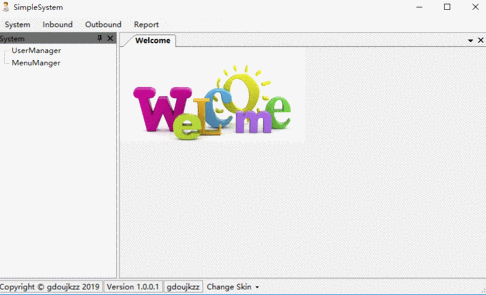 SimpleSystem
System Inbound Outbound Report
System
Welcome
UserManager
MenuManger
WeLCOme
Copyright © gdoujkzz 2019 Version 1.0.0.1 gdoujkzz Change Skin